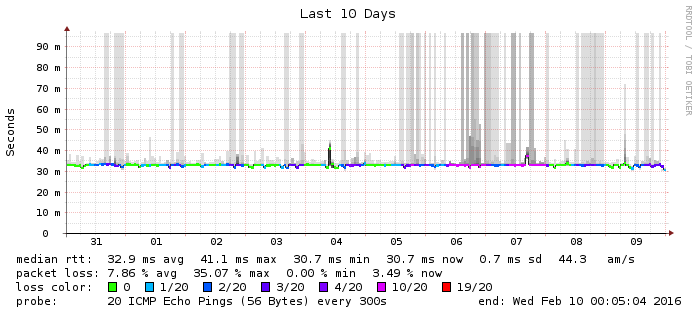 Last 10 Days
RRDTOOL / TOBI OETIKER
Seconds
90 m
80 m
70 m
60 m
50 m
40 m
30 m
20 m
10 m
0
31 01 02 03 04 05 06 07 08 09
median rtt: 32.9 ms avg 41.1 ms max 30.7 ms min 30.7 ms now 0.7 ms sd 44.3 am/s
packet loss: 7.86 % avg 35.07 % max 0.00 % min 3.49 % now
loss color: 0 1/20 2/20 3/20 4/20 10/20 19/20
probe: 20 ICMP Echo Pings (56 Bytes) every 300s end: Wed Feb 10 00:05:04 2016